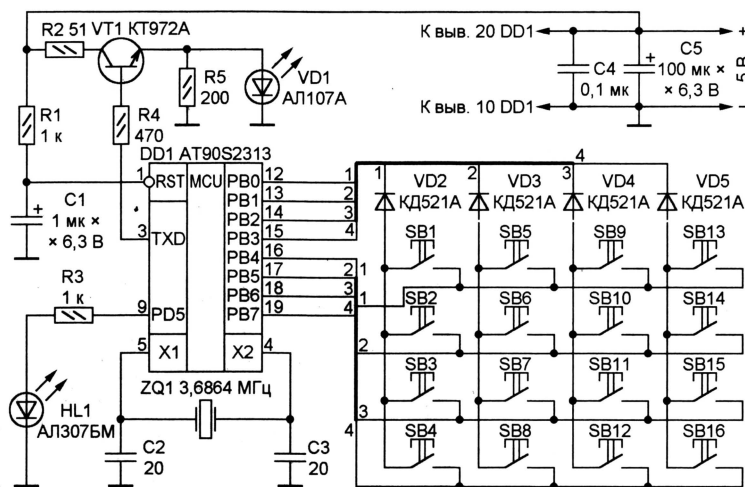 R2 51 VT1 КТ972А
R5
200
VD1
АЛ107А
К выв. 20 DD1
C4
0,1 мк
+
C5
100 мк ×
× 6,3 В
+
5 В
–
К выв. 10 DD1
R1
1 к
R4
470
C1
+
1 мк ×
× 6,3 В
R3
1 к
HL1
АЛ307БМ
DD1 AT90S2313
1
RST
MCU
3
TXD
9
PD5
5
X1
X2
4
PB0
12
PB1
13
PB2
14
PB3
15
PB4
16
PB5
17
PB6
18
PB7
19
1
2
3
4
1
2
3
4
ZQ1 3,6864 МГц
C2
20
C3
20
1
2
3
4
VD2
КД521А
VD3
КД521А
VD4
КД521А
VD5
КД521А
1
2
3
4
SB1
SB5
SB9
SB13
SB2
SB6
SB10
SB14
SB3
SB7
SB11
SB15
SB4
SB8
SB12
SB16